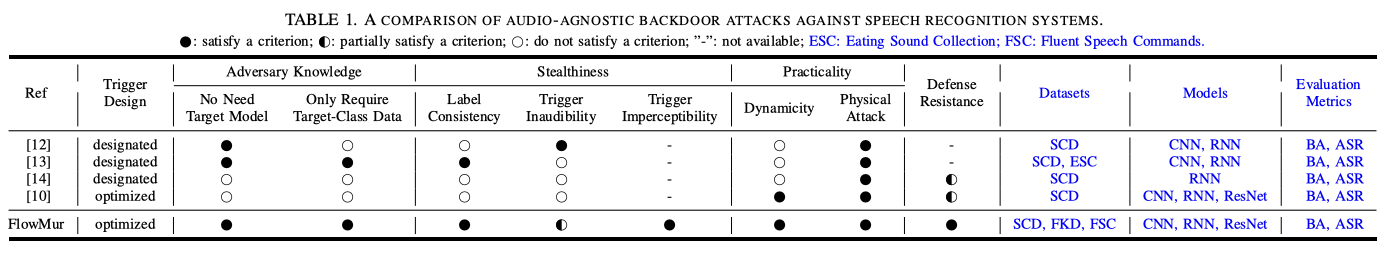 TABLE 1. A COMPARISON OF AUDIO-AGNOSTIC BACKDOOR ATTACKS AGAINST SPEECH RECOGNITION SYSTEMS.
●: satisfy a criterion; ◐: partially satisfy a criterion; ○: do not satisfy a criterion; ”-”: not available; ESC: Eating Sound Collection; FSC: Fluent Speech Commands.
Ref Trigger Design Adversary Knowledge Stealthiness Practicality Defense Resistance Datasets Models Evaluation Metrics
No Need Target Model Only Require Target-Class Data Label Consistency Trigger Inaudibility Trigger Imperceptibility Dynamicity Physical Attack
[12] designated ● ○ ○ ● - ○ ● - SCD CNN, RNN BA, ASR
[13] designated ● ● ● ○ - ○ ● - SCD, ESC CNN, RNN BA, ASR
[14] designated ○ ○ ○ ○ - ○ ● ◐ SCD RNN BA, ASR
[10] optimized ○ ○ ○ ○ - ● ● ◐ SCD CNN, RNN, ResNet BA, ASR
FlowMur optimized ● ● ● ◐ ● ● ● ● SCD, FKD, FSC CNN, RNN, ResNet BA, ASR